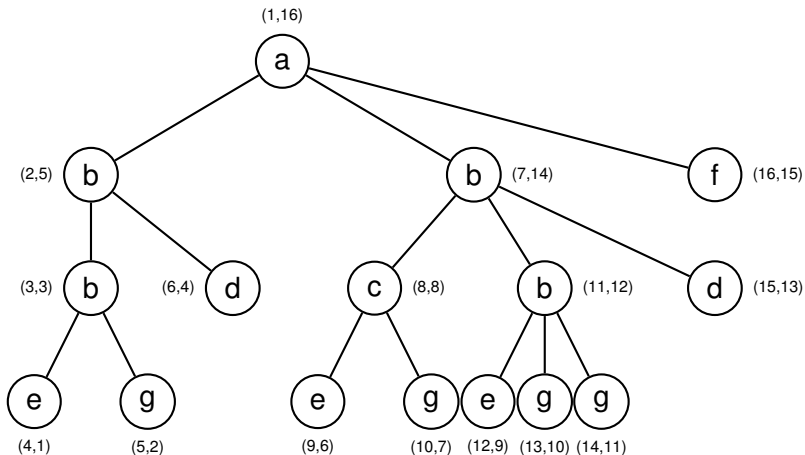 (1,16)
a
(2,5) b b (7,14) f (16,15)
(3,3) b (6,4) d c (8,8) b (11,12) d (15,13)
e g e g e g g
(4,1) (5,2) (9,6) (10,7) (12,9) (13,10) (14,11)